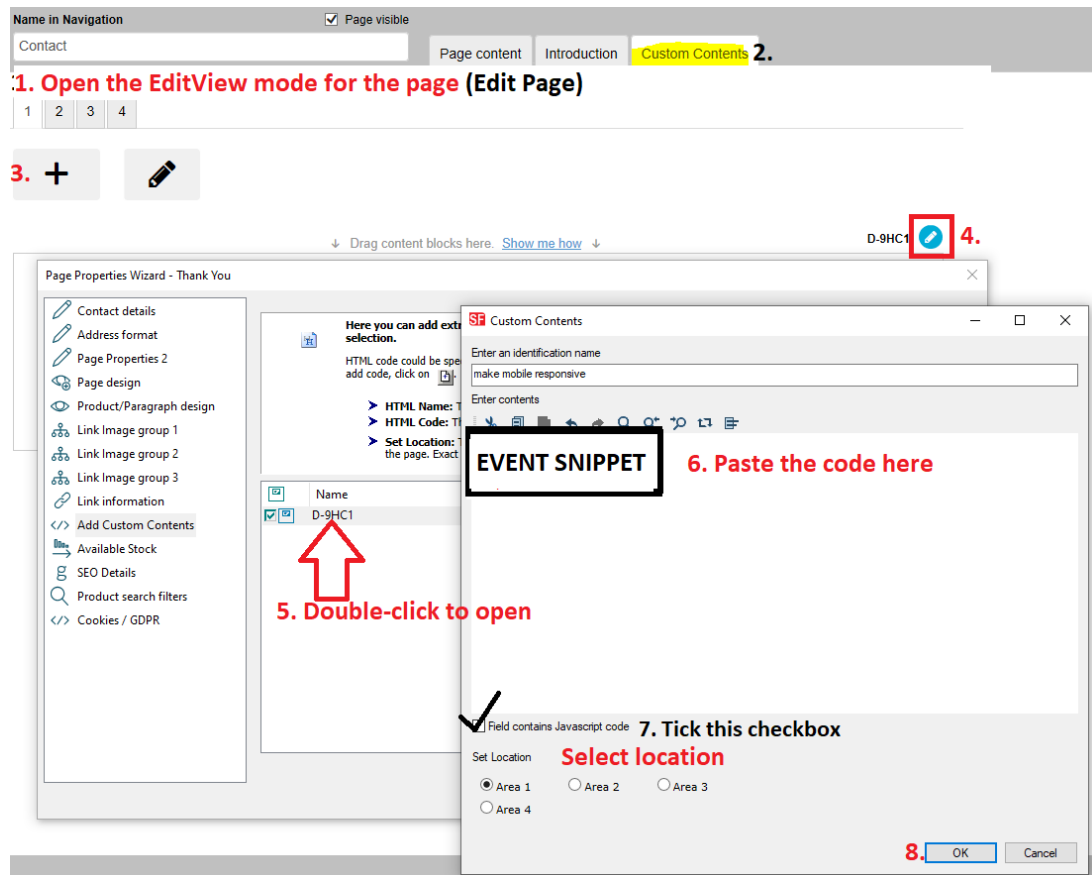 Name in Navigation
Page visible
Contact
Page content
Introduction
Custom Contents 2.
1. Open the EditView mode for the page (Edit Page)
1 2 3 4
3. +
↓ Drag content blocks here. Show me how ↓
D-9HC1 4.
Page Properties Wizard - Thank You
Contact details
Address format
Page Properties 2
Page design
Product/Paragraph design
Link Image group 1
Link Image group 2
Link Image group 3
Link information
</> Add Custom Contents
Available Stock
SEO Details
Product search filters
</> Cookies / GDPR
Here you can add
selection.
HTML code could be
add code, click on
HTML Name:
HTML Code:
Set Location:
the page. Exact
Name
D-9HC1
5. Double-click to open
SF Custom Contents
Enter an identification name
make mobile responsive
Enter contents
EVENT SNIPPET
6. Paste the code here
Field contains Javascript code 7. Tick this checkbox
Set Location Select location
Area 1 Area 2 Area 3
Area 4
8. OK Cancel